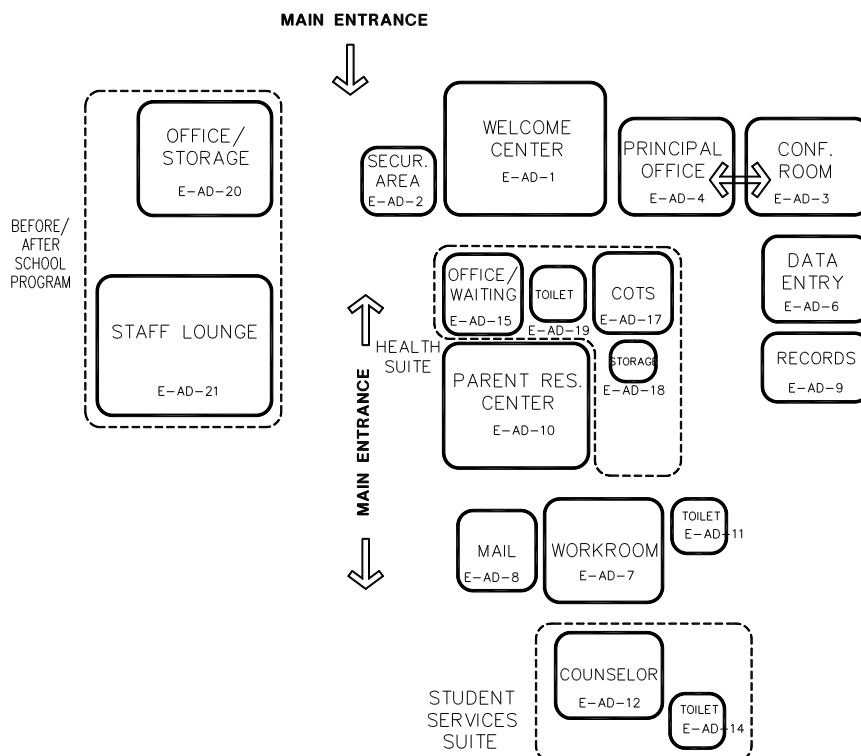 MAIN ENTRANCE
OFFICE/
STORAGE
E-AD-20
WELCOME
CENTER
E-AD-1
SECUR.
AREA
E-AD-2
PRINCIPAL
OFFICE
E-AD-4
CONF.
ROOM
E-AD-3
BEFORE/
AFTER
SCHOOL
PROGRAM
STAFF LOUNGE
E-AD-21
OFFICE/
WAITING
E-AD-15
TOILET
E-AD-19
COTS
E-AD-17
DATA
ENTRY
E-AD-6
HEALTH
SUITE
STORAGE
E-AD-18
RECORDS
E-AD-9
PARENT RES.
CENTER
E-AD-10
MAIN ENTRANCE
MAIL
E-AD-8
WORKROOM
E-AD-7
TOILET
E-AD-11
COUNSELOR
E-AD-12
TOILET
E-AD-14
STUDENT
SERVICES
SUITE